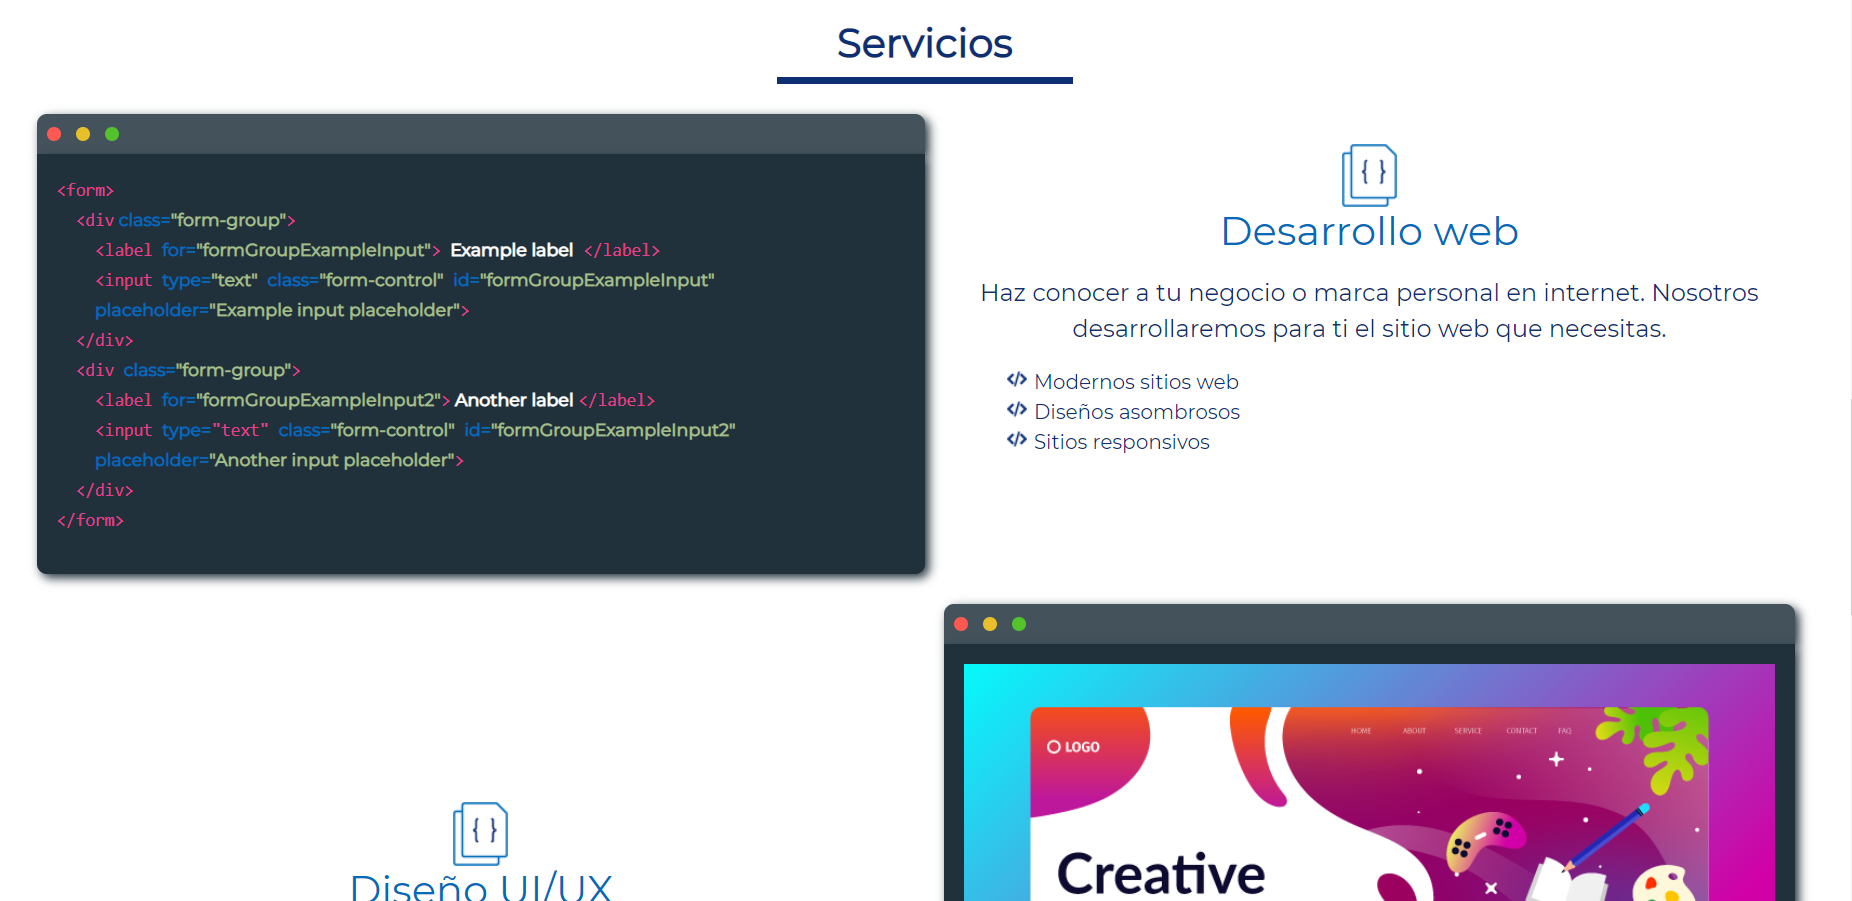 Servicios
<form>
<div class="form-group">
<label for="formGroupExampleInput"> Example label </label>
<input type="text" class="form-control" id="formGroupExampleInput"
placeholder="Example input placeholder">
</div>
<div class="form-group">
<label for="formGroupExampleInput2"> Another label </label>
<input type="text" class="form-control" id="formGroupExampleInput2"
placeholder="Another input placeholder">
</div>
</form>
{ }
Desarrollo web
Haz conocer a tu negocio o marca personal en internet. Nosotros
desarrollaremos para ti el sitio web que necesitas.
</> Modernos sitios web
</> Diseños asombrosos
</> Sitios responsivos
{ }
Diseño UI/UX
LOGO
HOME ABOUT SERVICE CONTACT FAQ
Creative